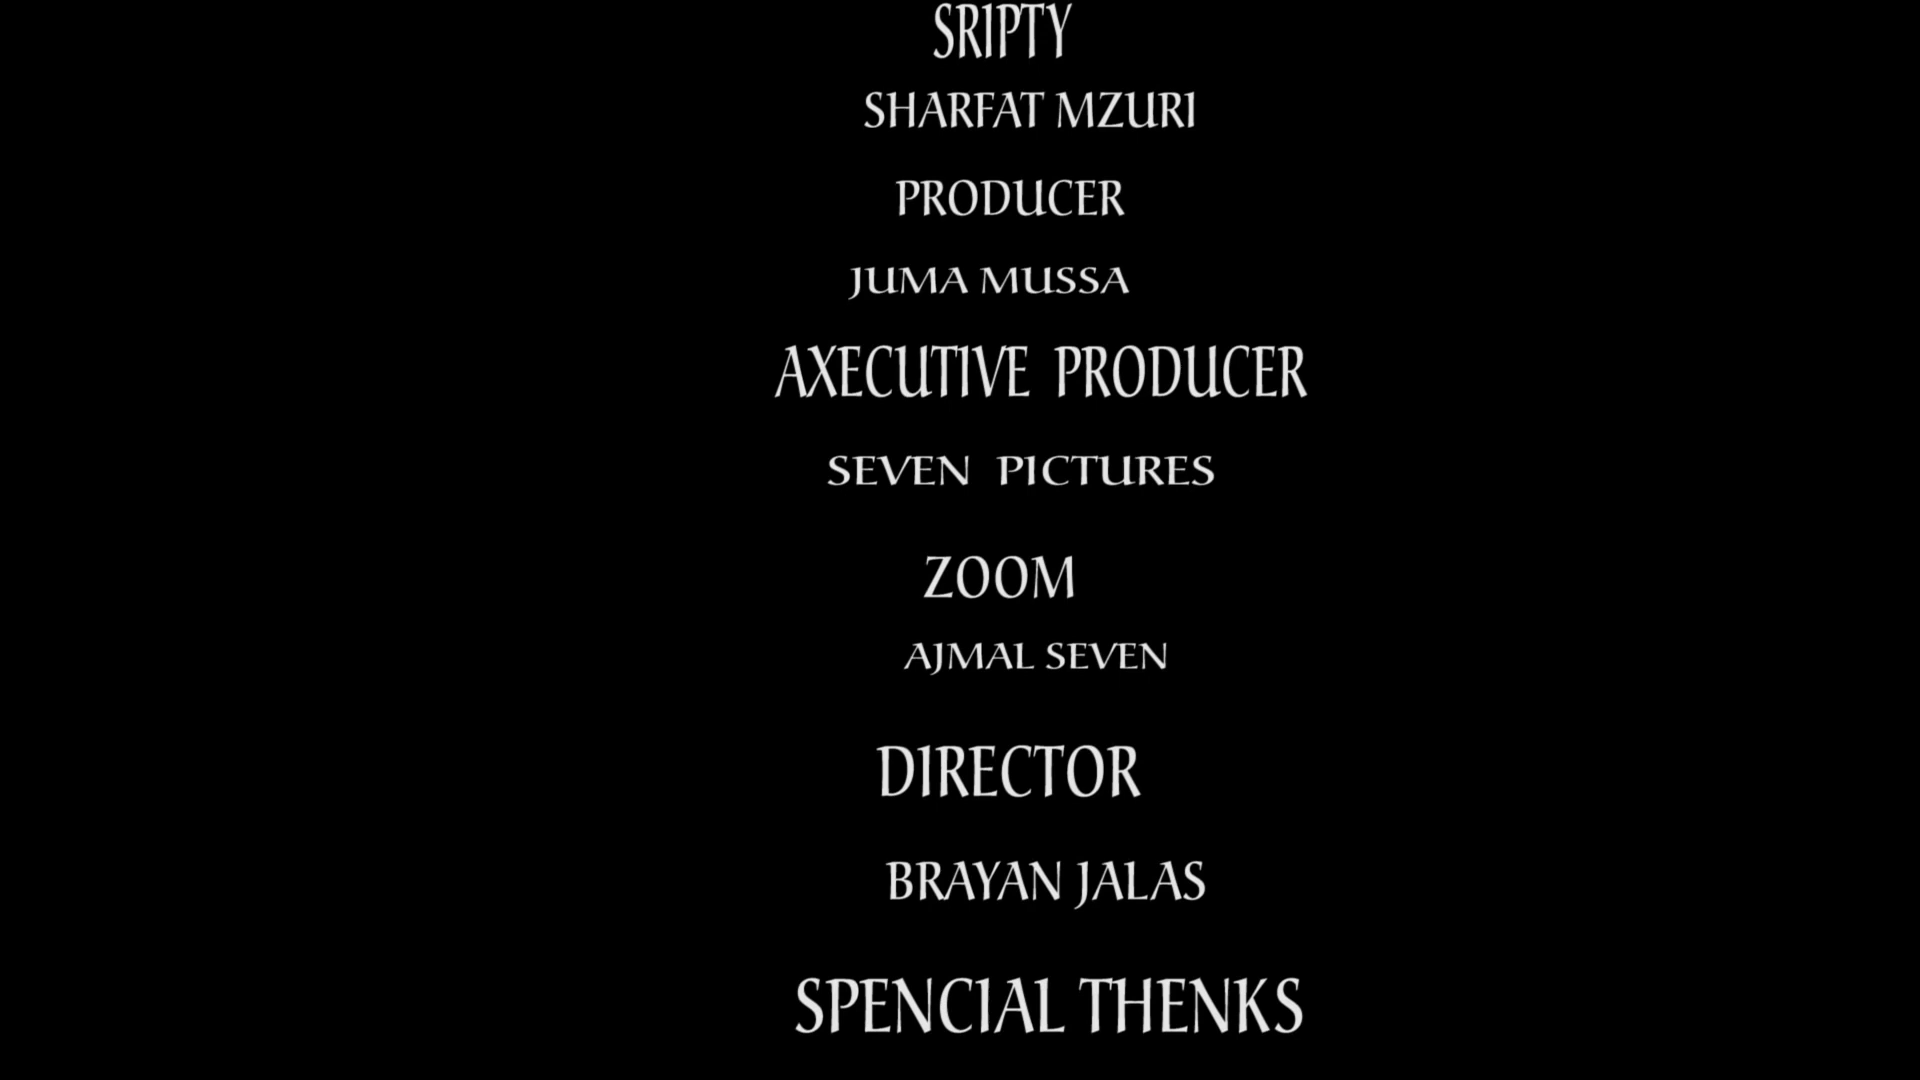 SRIPTY
SHARFAT MZURI
PRODUCER
JUMA MUSSA
AXECUTIVE PRODUCER
SEVEN PICTURES
ZOOM
AJMAL SEVEN
DIRECTOR
BRAYAN JALAS
SPENCIAL THENKS